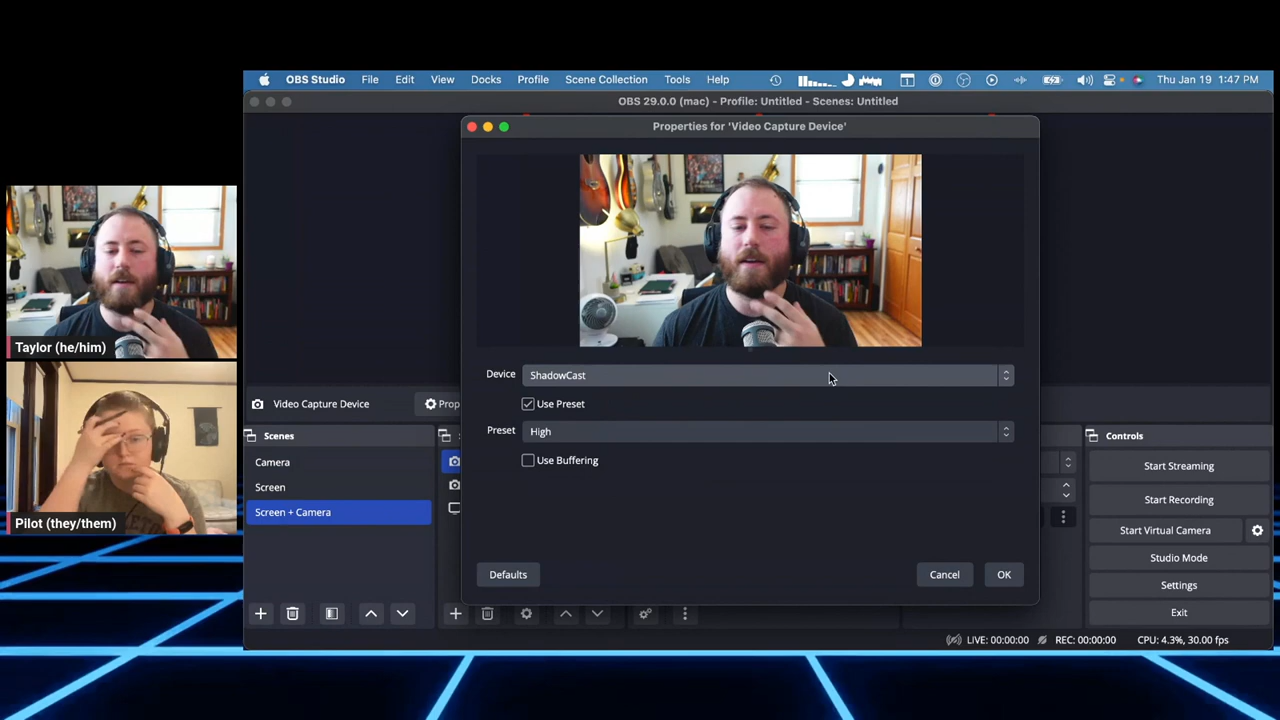 OBS Studio File Edit View Docks Profile Scene Collection Tools Help Thu Jan 19 1:47 PM
OBS 29.0.0 (mac) - Profile: Untitled - Scenes: Untitled
Properties for 'Video Capture Device'
Taylor (he/him)
Pilot (they/them)
Device ShadowCast
Use Preset
Preset High
Use Buffering
Defaults Cancel OK
Video Capture Device Prop
Scenes
Camera
Screen
Screen + Camera
Controls
Start Streaming
Start Recording
Start Virtual Camera
Studio Mode
Settings
Exit
LIVE: 00:00:00 REC: 00:00:00 CPU: 4.3%, 30.00 fps